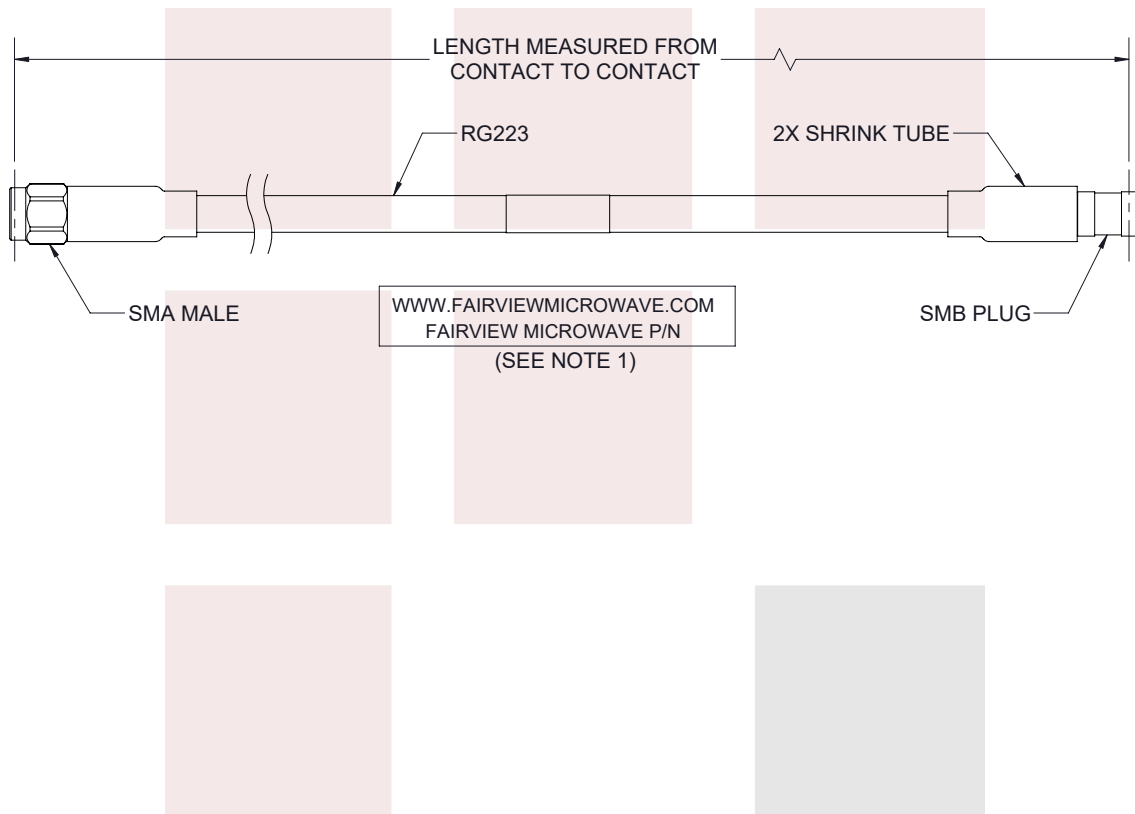 LENGTH MEASURED FROM
CONTACT TO CONTACT
RG223
2X SHRINK TUBE
SMA MALE
WWW.FAIRVIEWMICROWAVE.COM
FAIRVIEW MICROWAVE P/N
(SEE NOTE 1)
SMB PLUG